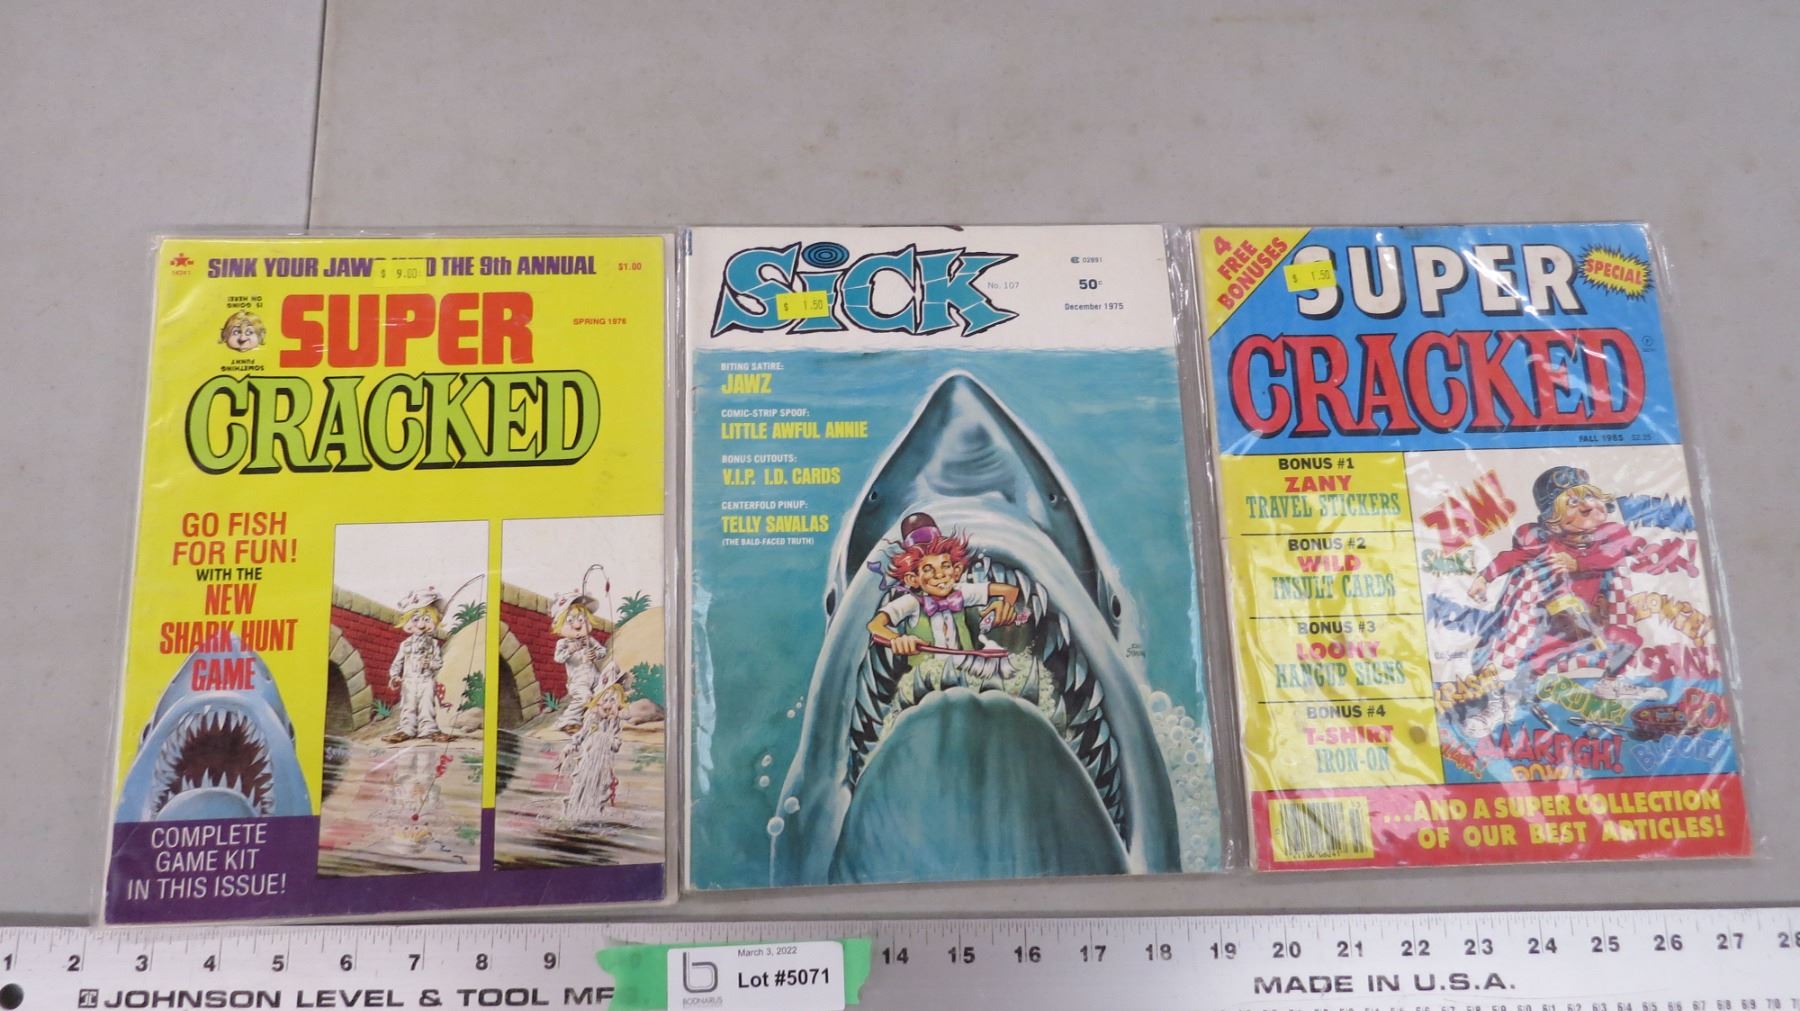 SINK YOUR JAW THE 9th ANNUAL
$ 9.00
$1.00
IS GOING
ON HERE!
SOMETHING
FUNNY
SUPER
SPRING 1976
CRACKED
GO FISH
FOR FUN!
WITH THE
NEW
SHARK HUNT
GAME
COMPLETE
GAME KIT
IN THIS ISSUE!
SICK
$ 1.50
No. 107
02891
50¢
December 1975
BITING SATIRE:
JAWZ
COMIC-STRIP SPOOF:
LITTLE AWFUL ANNIE
BONUS CUTOUTS:
V.I.P. I.D. CARDS
CENTERFOLD PINUP:
TELLY SAVALAS
(THE BALD-FACED TRUTH)
4
FREE
BONUSES
$ 1.50
SUPER
SPECIAL
CRACKED
FALL 1985 $2.25
BONUS #1
ZANY
TRAVEL STICKERS
BONUS #2
WILD
INSULT CARDS
BONUS #3
LOONY
HANGUP SIGNS
BONUS #4
T-SHIRT
IRON-ON
ZAM!
...AND A SUPER COLLECTION
OF OUR BEST ARTICLES!
1 2 3 4 5 6 7 8 9 14 15 16 17 18 19 20 21 22 23 24 25 26 27 28
JOHNSON LEVEL & TOOL MF
March 3, 2022
Lot #5071
BODNARUS
MADE IN U.S.A.